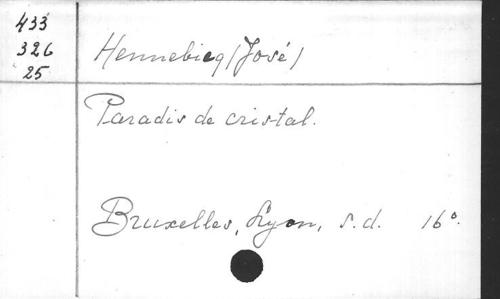 433
326
25
Hennebicq (José)
Paradis de cristal.
Bruxelles, Lyon, s.d. 16°.